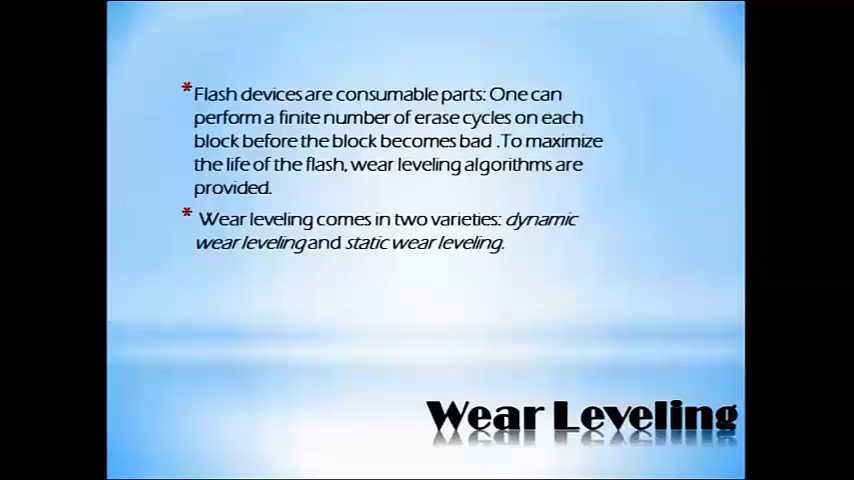 * Flash devices are consumable parts: One can
perform a finite number of erase cycles on each
block before the block becomes bad .To maximize
the life of the flash, wear leveling algorithms are
provided.
* Wear leveling comes in two varieties: dynamic
wear leveling and static wear leveling.
Wear Leveling